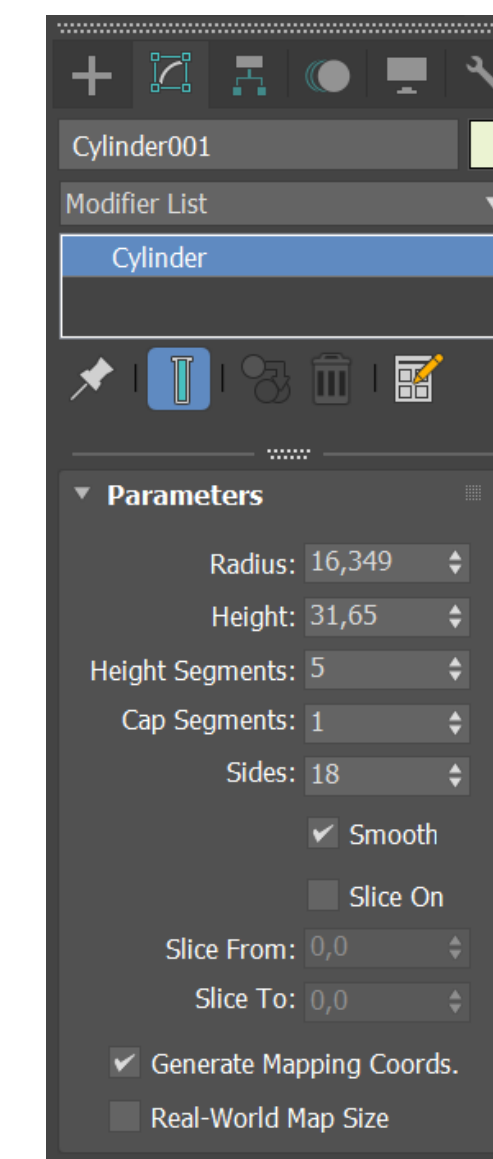 Cylinder001
Modifier List
Cylinder
Parameters
Radius: 16,349
Height: 31,65
Height Segments: 5
Cap Segments: 1
Sides: 18
Smooth
Slice On
Slice From: 0,0
Slice To: 0,0
Generate Mapping Coords.
Real-World Map Size